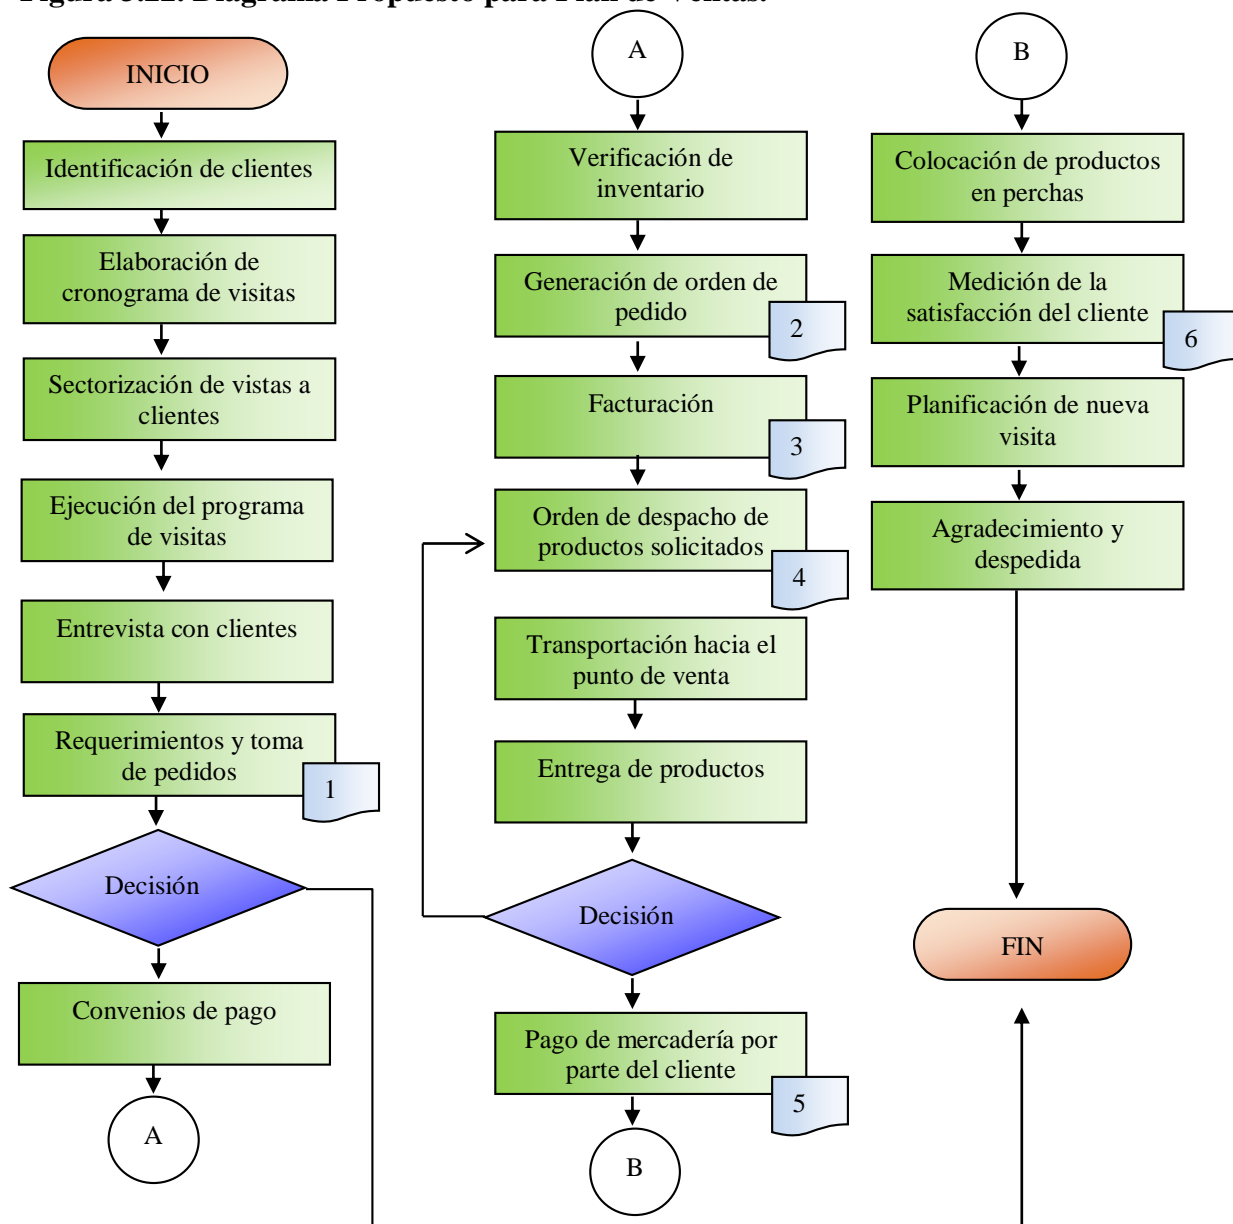 INICIO
Identificación de clientes
Elaboración de
cronograma de visitas
Sectorización de vistas a
clientes
Ejecución del programa
de visitas
Entrevista con clientes
Requerimientos y toma
de pedidos
1
Decisión
Convenios de pago
A
A
Verificación de
inventario
Generación de orden de
pedido
2
Facturación
3
Orden de despacho de
productos solicitados
4
Transportación hacia el
punto de venta
Entrega de productos
Decisión
Pago de mercadería por
parte del cliente
5
B
B
Colocación de productos
en perchas
Medición de la
satisfacción del cliente
6
Planificación de nueva
visita
Agradecimiento y
despedida
FIN